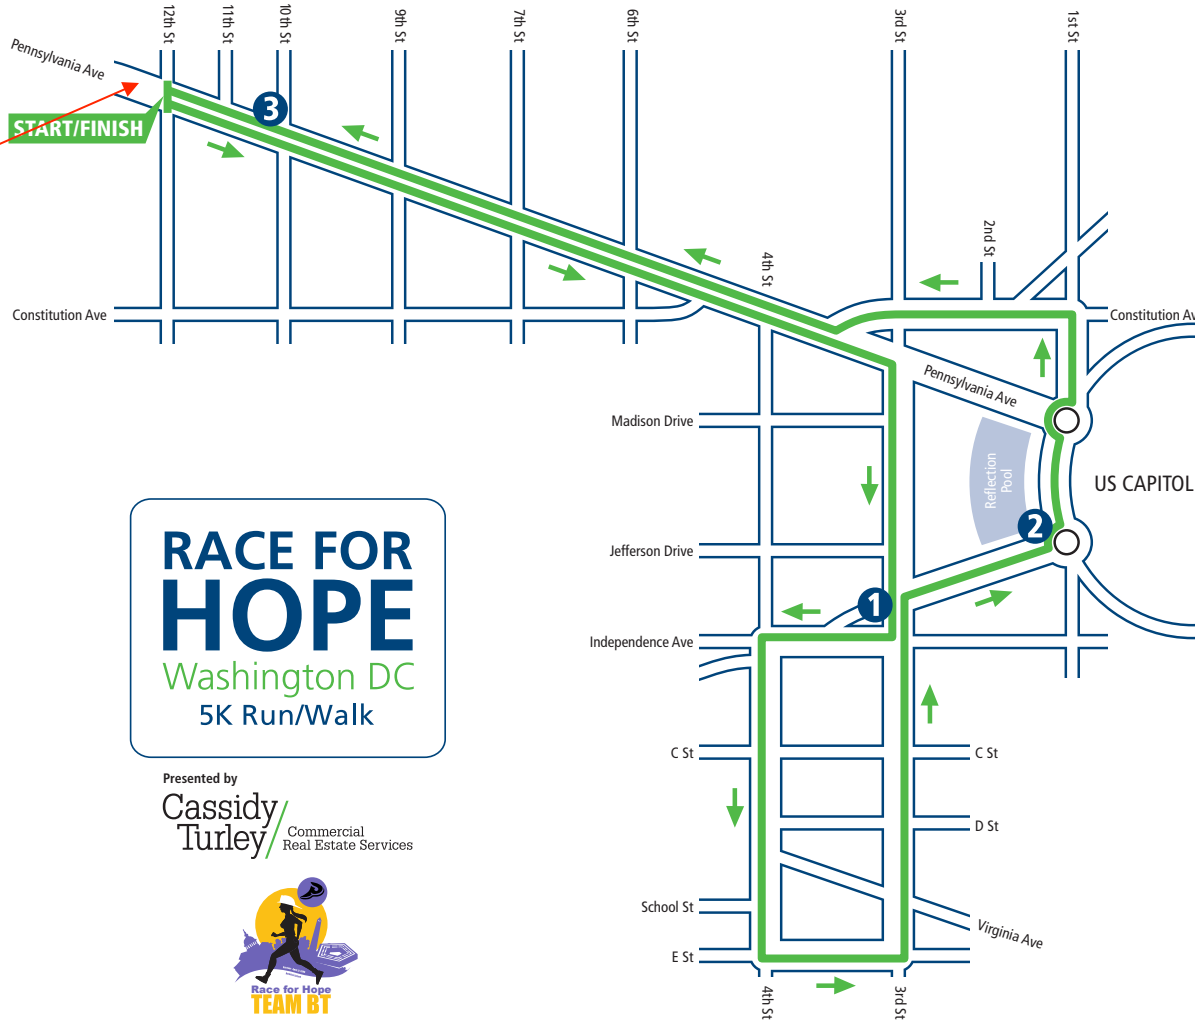 12th St
11th St
10th St
9th St
7th St
6th St
3rd St
1st St
Pennsylvania Ave
3
START/FINISH
2nd St
4th St
Constitution Ave
Constitution Av
Pennsylvania Ave
Madison Drive
Reflection
Pool
US CAPITOL
2
Jefferson Drive
1
Independence Ave
RACE FOR
HOPE
Washington DC
5K Run/Walk
C St
C St
Presented by
Cassidy
Turley
Commercial
Real Estate Services
D St
School St
Virginia Ave
E St
4th St
3rd St
Race for Hope
TEAM BT